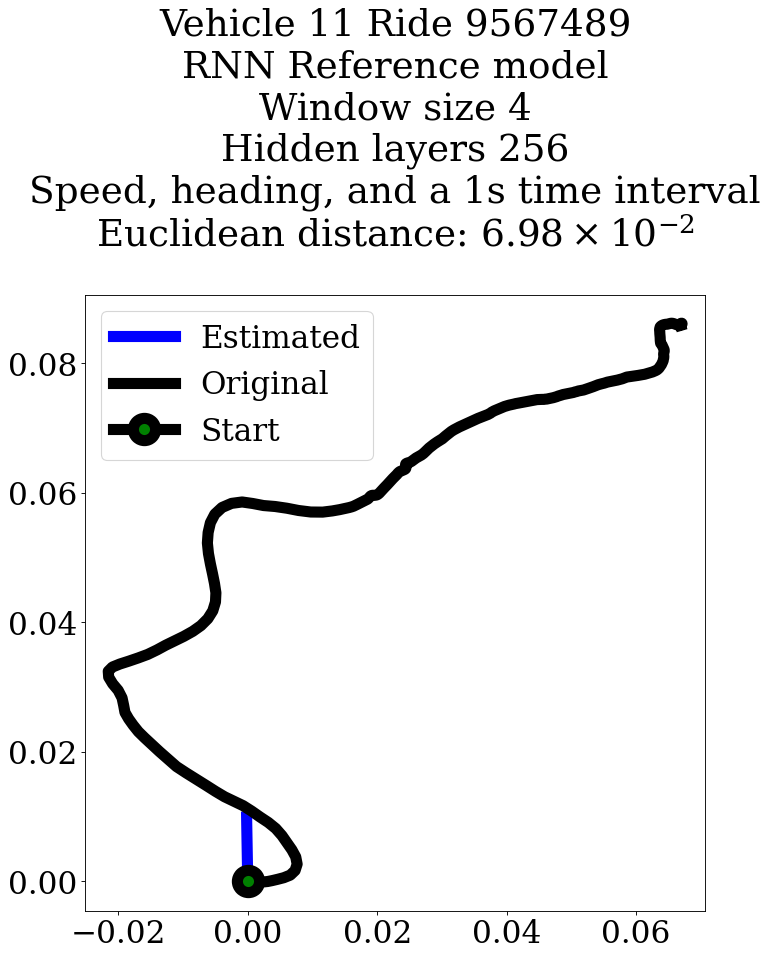 Vehicle 11 Ride 9567489
RNN Reference model
Window size 4
Hidden layers 256
Speed, heading, and a 1s time interval
Euclidean distance: 6.98 × 10⁻²
Estimated
Original
Start
0.08
0.06
0.04
0.02
0.00
−0.02 0.00 0.02 0.04 0.06